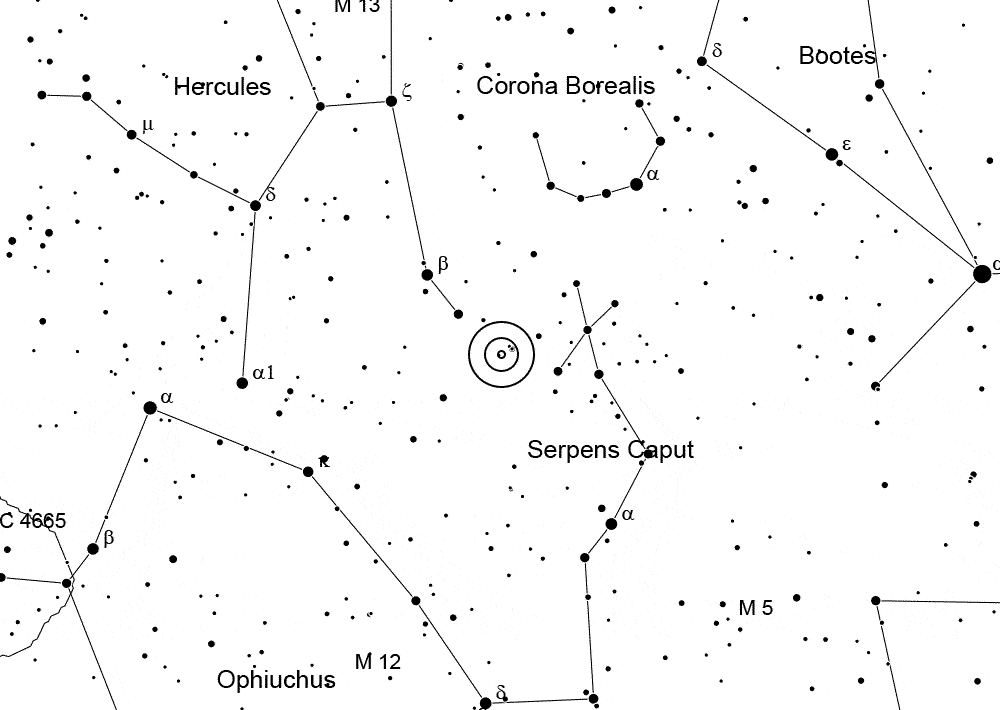 M 13
δ
Bootes
Hercules
ζ
Corona Borealis
μ
ε
α
δ
β
α
α1
α
κ
Serpens Caput
α
C 4665
β
M 5
M 12
Ophiuchus
δ